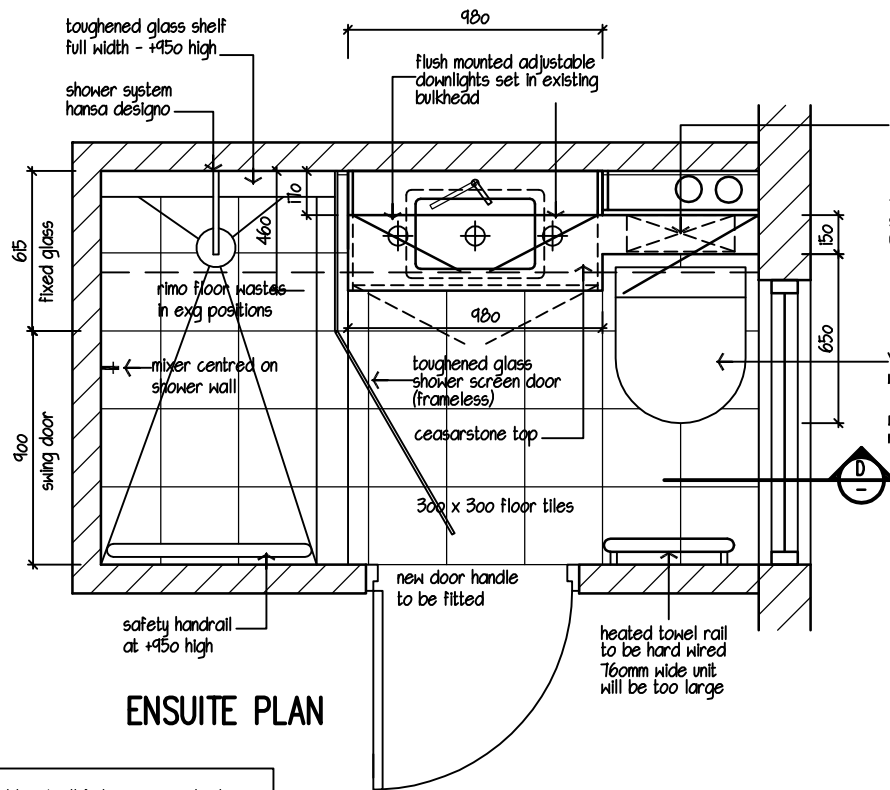 980
toughened glass shelf
full width - +950 high
flush mounted adjustable
downlights set in existing
bulkhead
shower system
hansa designo
170
460
615
fixed glass
150
rimo floor wastes
in exg positions
980
650
mixer centred on
shower wall
toughened glass
shower screen door
(frameless)
900
swing door
ceasarstone top
D
-
300 x 300 floor tiles
new door handle
to be fitted
safety handrail
at +950 high
heated towel rail
to be hard wired
760mm wide unit
will be too large
ENSUITE PLAN